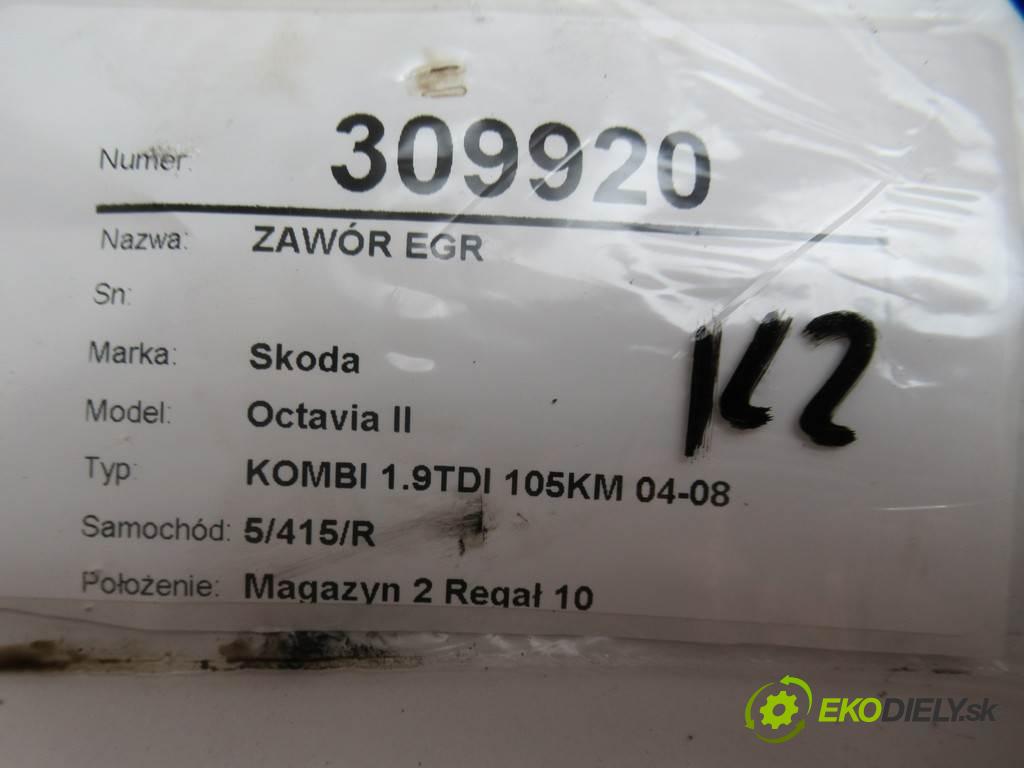 Numer: 309920
Nazwa: ZAWÓR EGR
Sn:
Marka: Skoda
Model: Octavia II
Typ: KOMBI 1.9TDI 105KM 04-08
Samochód: 5/415/R
Położenie: Magazyn 2 Regał 10
EKODIELY.sk